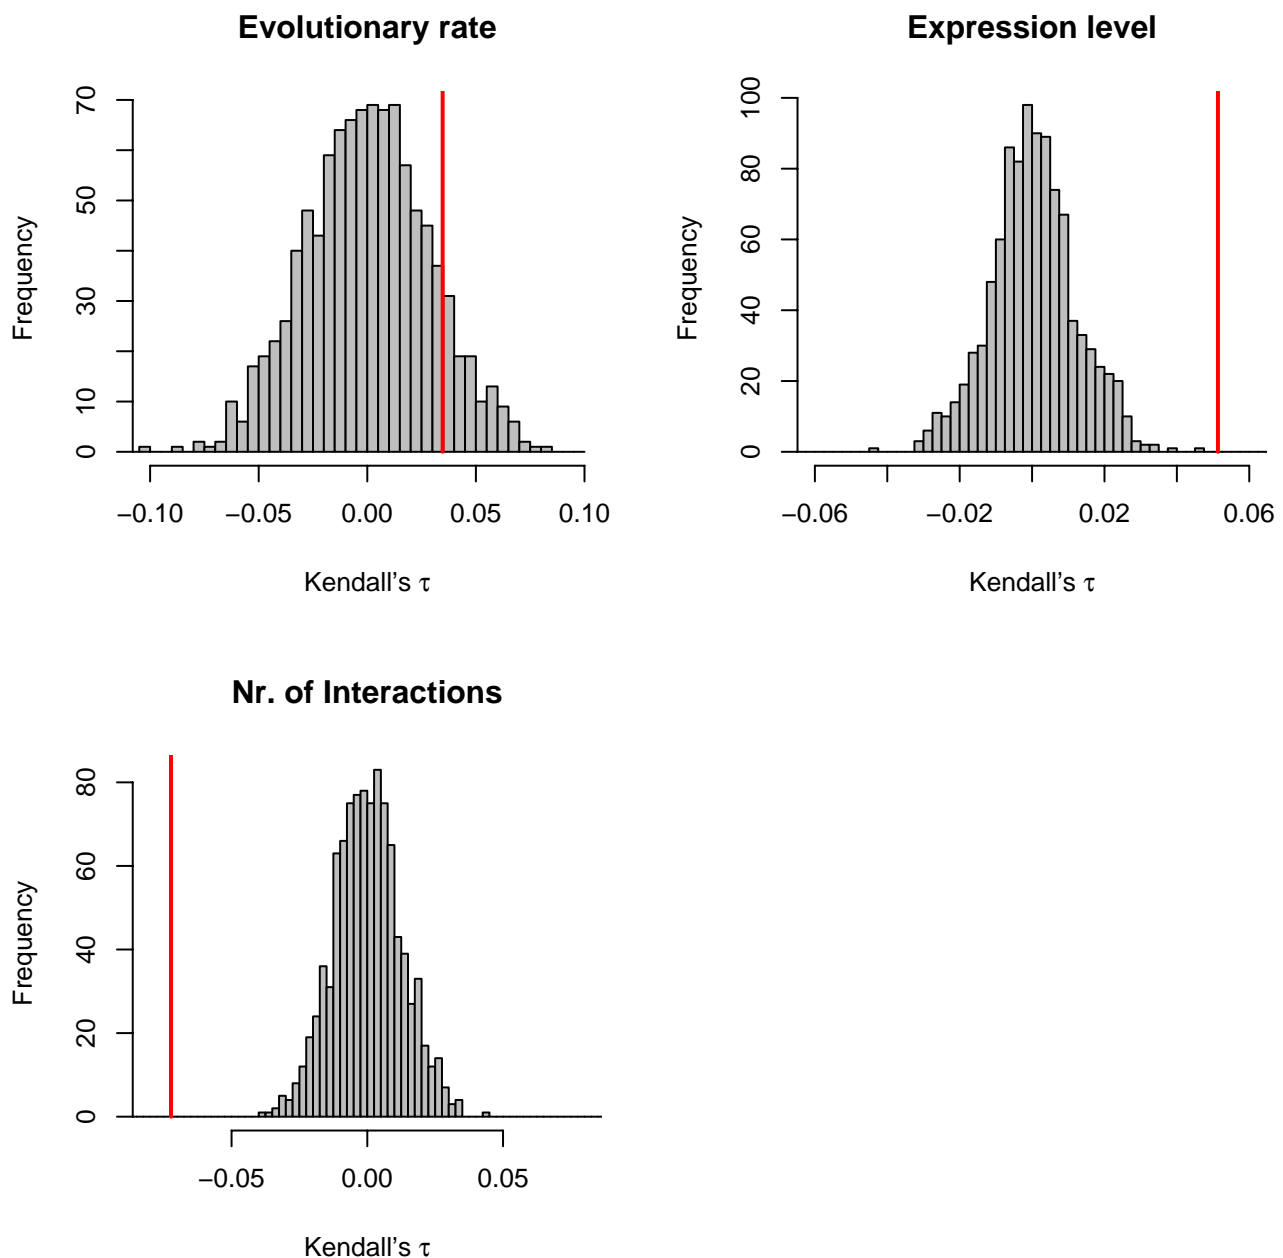 Evolutionary rate
Frequency
0
10
30
50
70
−0.10 −0.05 0.00 0.05 0.10
Kendall's τ
Expression level
Frequency
0
20
40
60
80
100
−0.06 −0.02 0.02 0.06
Kendall's τ
Nr. of Interactions
Frequency
0
20
40
60
80
−0.05 0.00 0.05
Kendall's τ